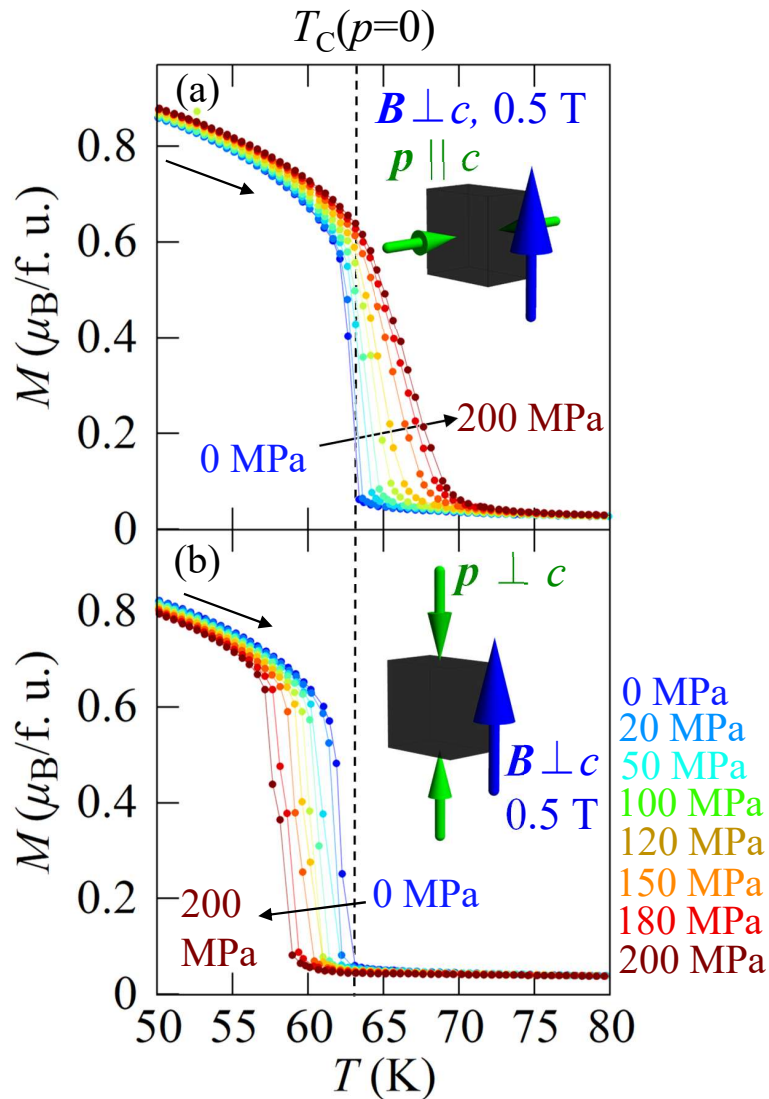 T_C(p=0)
(a)
B ⊥ c, 0.5 T
p || c
0.8
0.6
0.4
0.2
0
M (μ_B/f. u.)
0 MPa
200 MPa
(b)
p ⊥ c
0.8
0.6
0.4
0.2
0
M (μ_B/f. u.)
B ⊥ c
0.5 T
200
MPa
0 MPa
0 MPa
20 MPa
50 MPa
100 MPa
120 MPa
150 MPa
180 MPa
200 MPa
50 55 60 65 70 75 80
T (K)